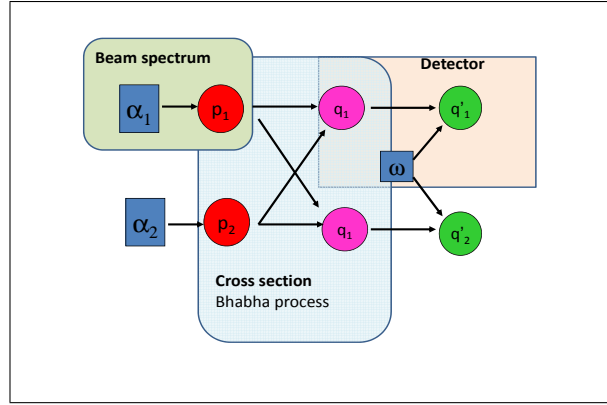 Beam spectrum
Detector
α₁
p₁
q₁
q'₁
ω
α₂
p₂
q₁
q'₂
Cross section
Bhabha process